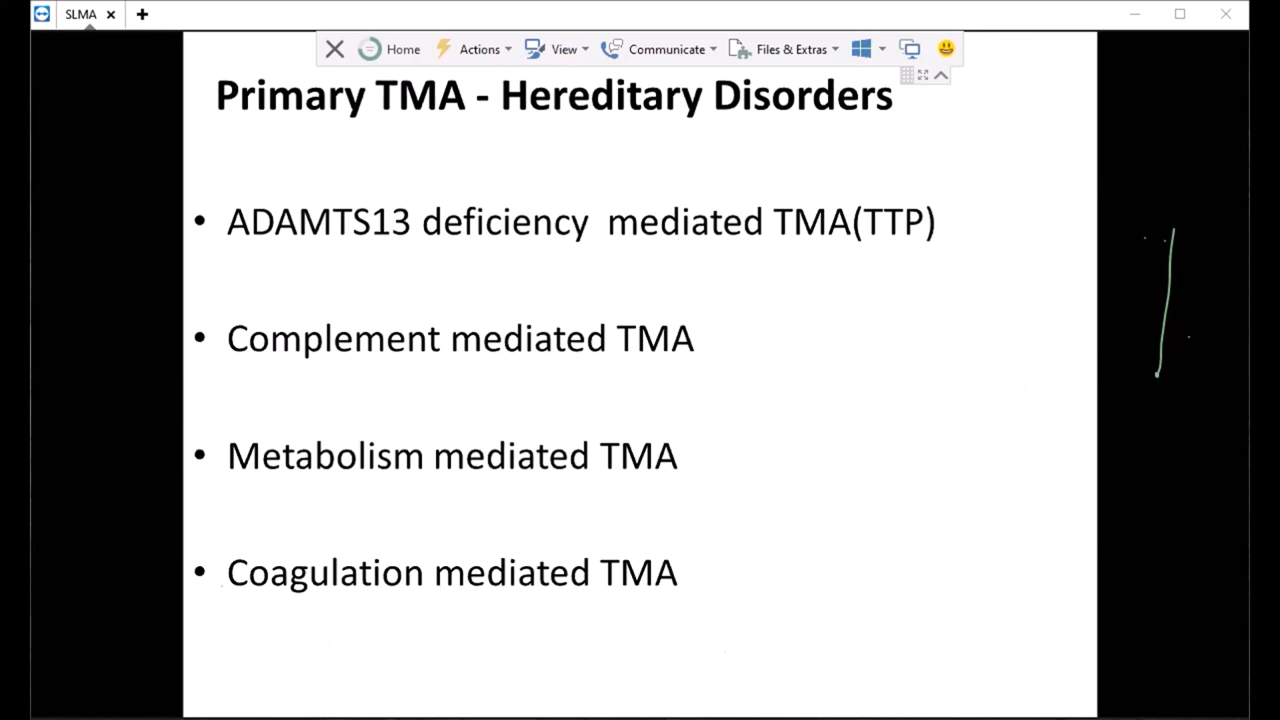 SLMA
Home Actions View Communicate Files & Extras
Primary TMA - Hereditary Disorders
• ADAMTS13 deficiency mediated TMA(TTP)
• Complement mediated TMA
• Metabolism mediated TMA
• Coagulation mediated TMA